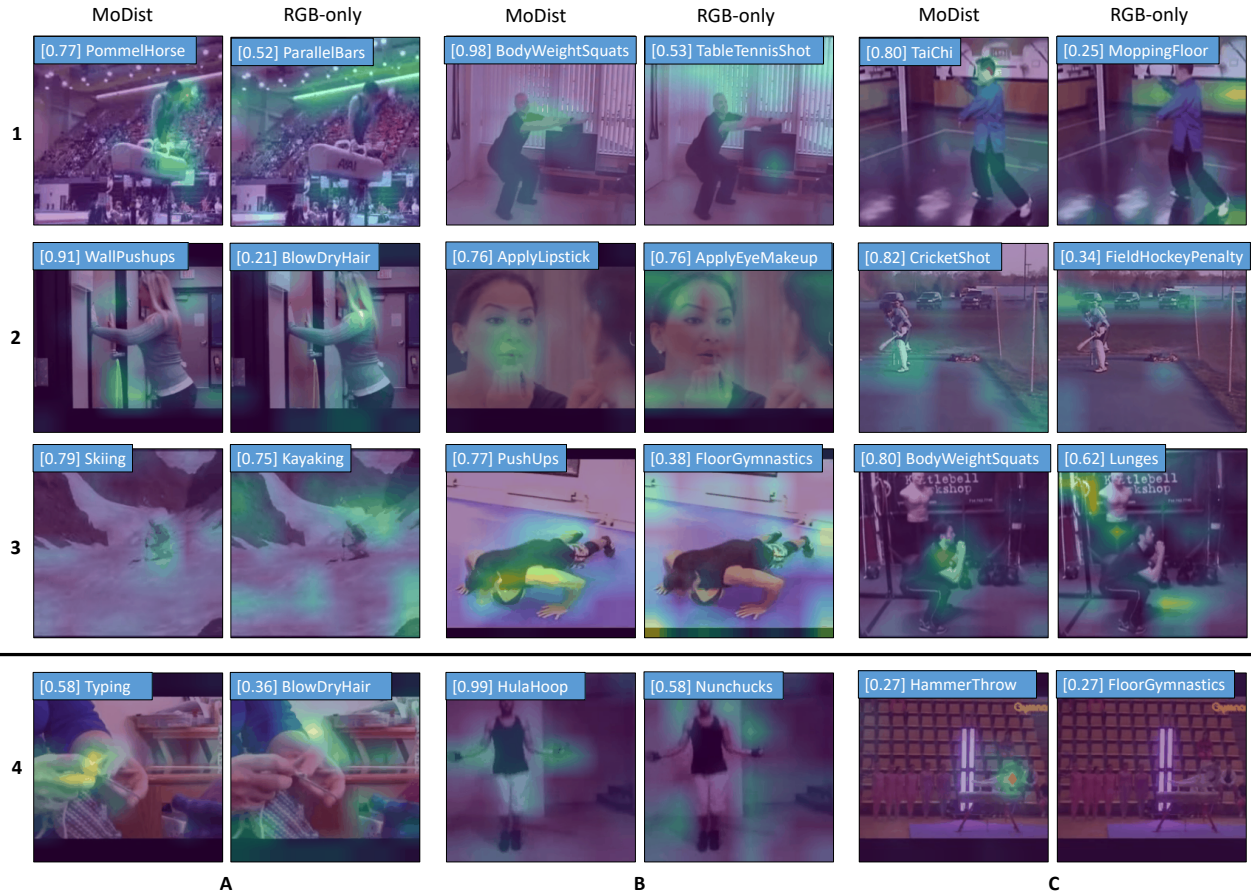 MoDist RGB-only MoDist RGB-only MoDist RGB-only
[0.77] PommelHorse [0.52] ParallelBars [0.98] BodyWeightSquats [0.53] TableTennisShot [0.80] TaiChi [0.25] MoppingFloor
1
[0.91] WallPushups [0.21] BlowDryHair [0.76] ApplyLipstick [0.76] ApplyEyeMakeup [0.82] CricketShot [0.34] FieldHockeyPenalty
2
[0.79] Skiing [0.75] Kayaking [0.77] PushUps [0.38] FloorGymnastics [0.80] BodyWeightSquats [0.62] Lunges
3
[0.58] Typing [0.36] BlowDryHair [0.99] HulaHoop [0.58] Nunchucks [0.27] HammerThrow [0.27] FloorGymnastics
Gymna Gymna
4
A B C